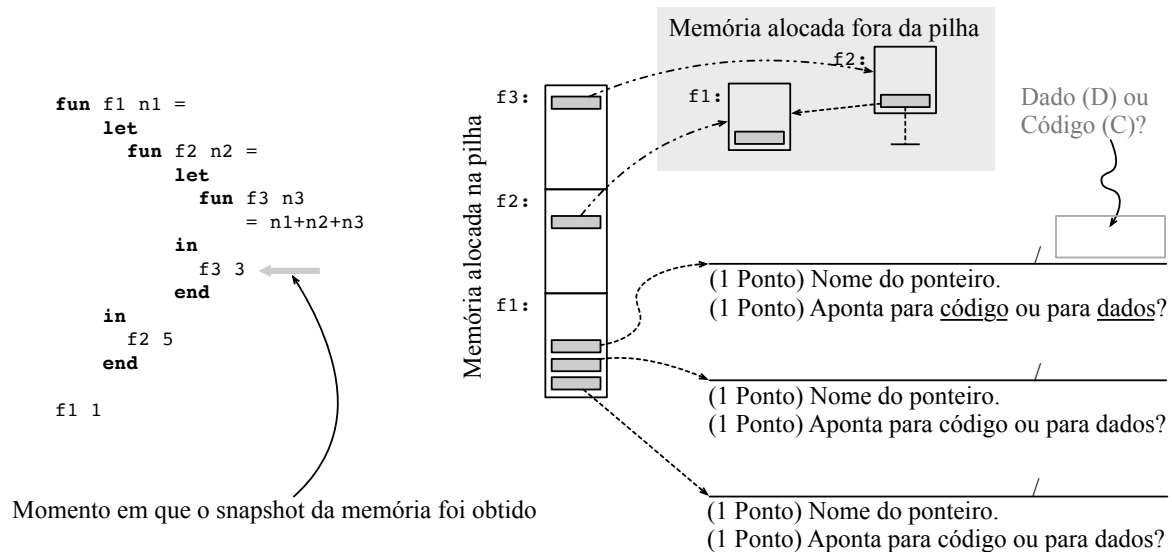 Memória alocada fora da pilha
f2:
f3:
f1:
Dado (D) ou
Código (C)?
fun f1 n1 =
let
fun f2 n2 =
let
fun f3 n3
= n1+n2+n3
in
f3 3
end
in
f2 5
end
f1 1
Memória alocada na pilha
f2:
f1:
/
(1 Ponto) Nome do ponteiro.
(1 Ponto) Aponta para código ou para dados?
/
(1 Ponto) Nome do ponteiro.
(1 Ponto) Aponta para código ou para dados?
/
(1 Ponto) Nome do ponteiro.
(1 Ponto) Aponta para código ou para dados?
Momento em que o snapshot da memória foi obtido